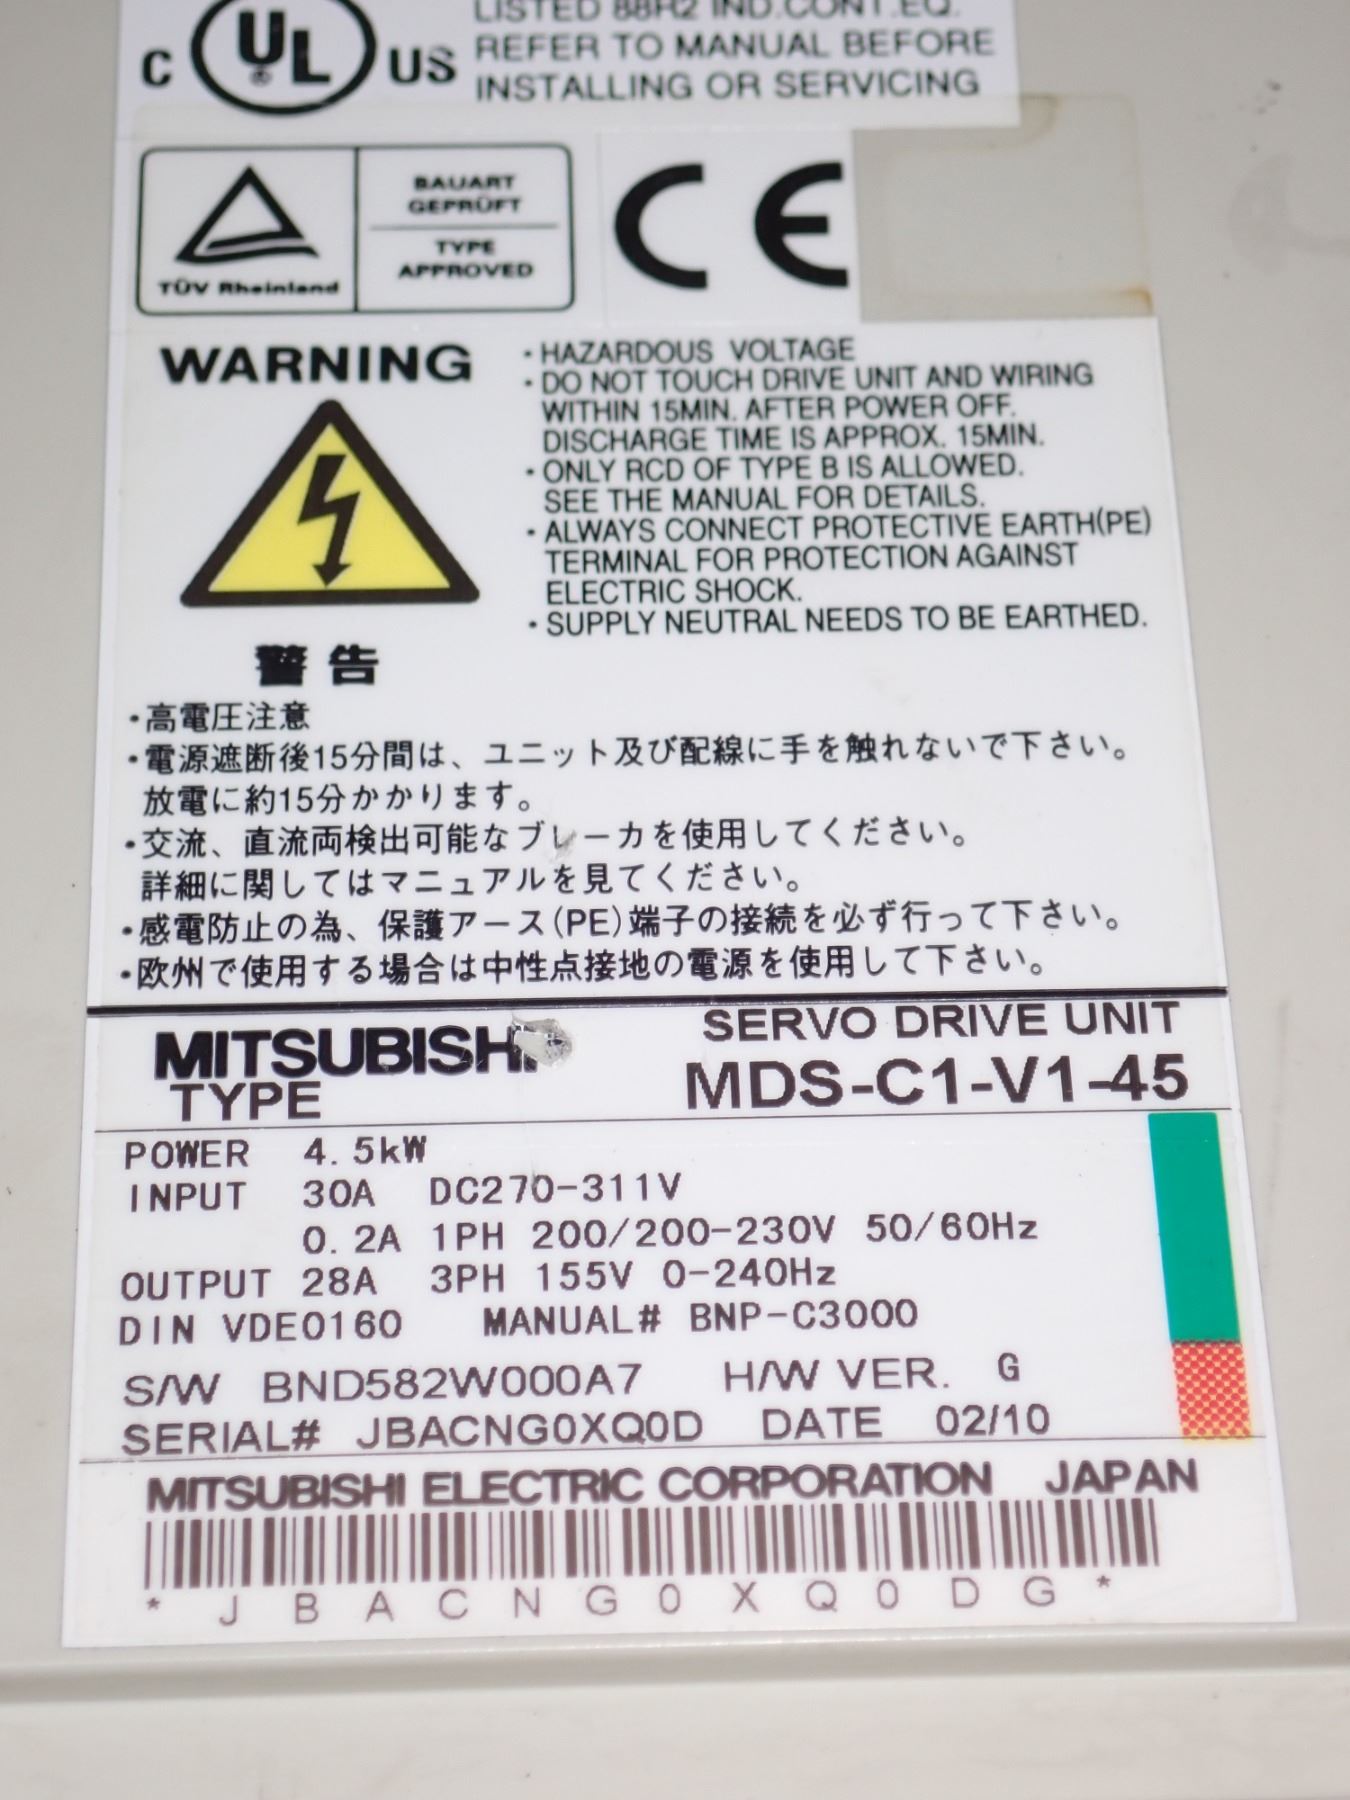 LISTED 88H2 IND.CONT.EQ.
C UL ® US
REFER TO MANUAL BEFORE
INSTALLING OR SERVICING
TÜV Rheinland
BAUART
GEPRÜFT
TYPE
APPROVED
CE
WARNING
・HAZARDOUS VOLTAGE
・DO NOT TOUCH DRIVE UNIT AND WIRING
WITHIN 15MIN. AFTER POWER OFF.
DISCHARGE TIME IS APPROX. 15MIN.
・ONLY RCD OF TYPE B IS ALLOWED.
SEE THE MANUAL FOR DETAILS.
・ALWAYS CONNECT PROTECTIVE EARTH(PE)
TERMINAL FOR PROTECTION AGAINST
ELECTRIC SHOCK.
・SUPPLY NEUTRAL NEEDS TO BE EARTHED.
警告
・高電圧注意
・電源遮断後15分間は、ユニット及び配線に手を触れないで下さい。
放電に約15分かかります。
・交流、直流両検出可能なブレーカを使用してください。
詳細に関してはマニュアルを見てください。
・感電防止の為、保護アース(PE)端子の接続を必ず行って下さい。
・欧州で使用する場合は中性点接地の電源を使用して下さい。
MITSUBISHI SERVO DRIVE UNIT
TYPE MDS-C1-V1-45
POWER 4.5kW
INPUT 30A DC270-311V
0.2A 1PH 200/200-230V 50/60Hz
OUTPUT 28A 3PH 155V 0-240Hz
DIN VDE0160 MANUAL# BNP-C3000
S/W BND582W000A7 H/W VER. G
SERIAL# JBACNG0XQ0D DATE 02/10
MITSUBISHI ELECTRIC CORPORATION JAPAN
* J B A C N G 0 X Q 0 D G *